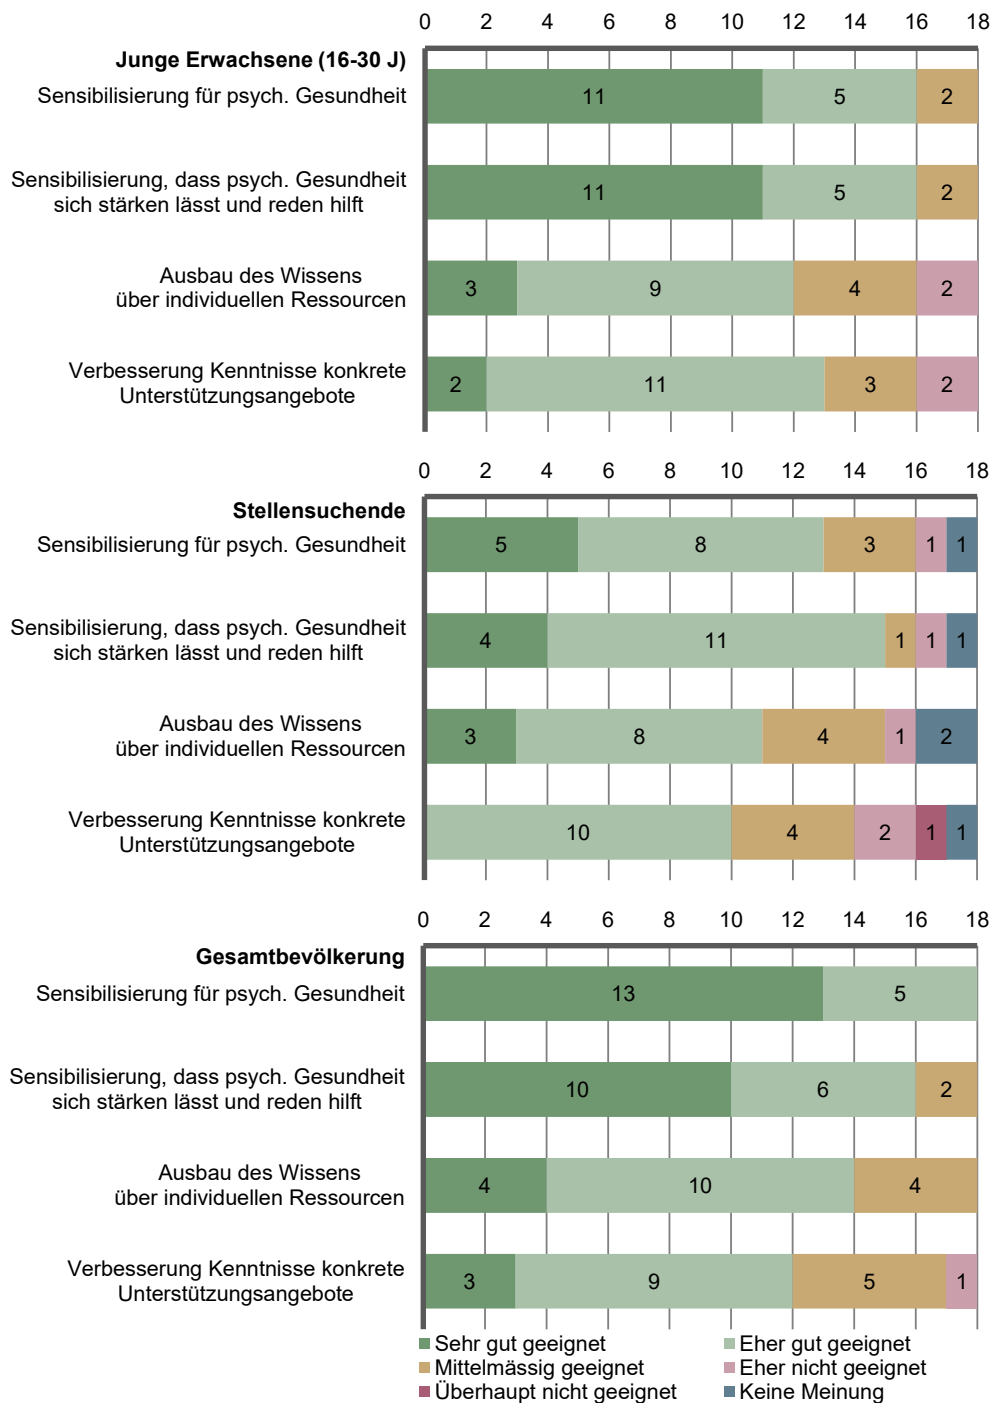 0 2 4 6 8 10 12 14 16 18
Junge Erwachsene (16-30 J)
Sensibilisierung für psych. Gesundheit
11 5 2
Sensibilisierung, dass psych. Gesundheit
sich stärken lässt und reden hilft
11 5 2
Ausbau des Wissens
über individuellen Ressourcen
3 9 4 2
Verbesserung Kenntnisse konkrete
Unterstützungsangebote
2 11 3 2
0 2 4 6 8 10 12 14 16 18
Stellensuchende
Sensibilisierung für psych. Gesundheit
5 8 3 1 1
Sensibilisierung, dass psych. Gesundheit
sich stärken lässt und reden hilft
4 11 1 1 1
Ausbau des Wissens
über individuellen Ressourcen
3 8 4 1 2
Verbesserung Kenntnisse konkrete
Unterstützungsangebote
10 4 2 1 1
0 2 4 6 8 10 12 14 16 18
Gesamtbevölkerung
Sensibilisierung für psych. Gesundheit
13 5
Sensibilisierung, dass psych. Gesundheit
sich stärken lässt und reden hilft
10 6 2
Ausbau des Wissens
über individuellen Ressourcen
4 10 4
Verbesserung Kenntnisse konkrete
Unterstützungsangebote
3 9 5 1
Sehr gut geeignet Eher gut geeignet
Mittelmässig geeignet Eher nicht geeignet
Überhaupt nicht geeignet Keine Meinung